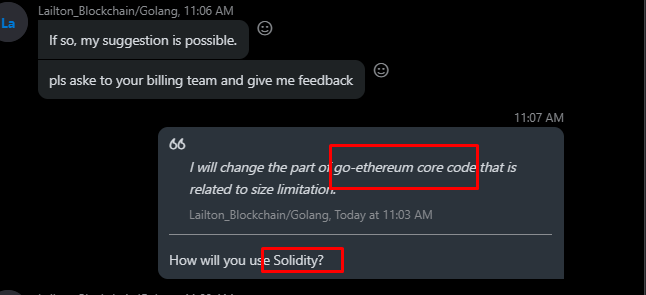 La
Lailton_Blockchain/Golang, 11:06 AM
If so, my suggestion is possible.
pls aske to your billing team and give me feedback
11:07 AM
I will change the part of go-ethereum core code that is
related to size limitation.
Lailton_Blockchain/Golang, Today at 11:03 AM
How will you use Solidity?